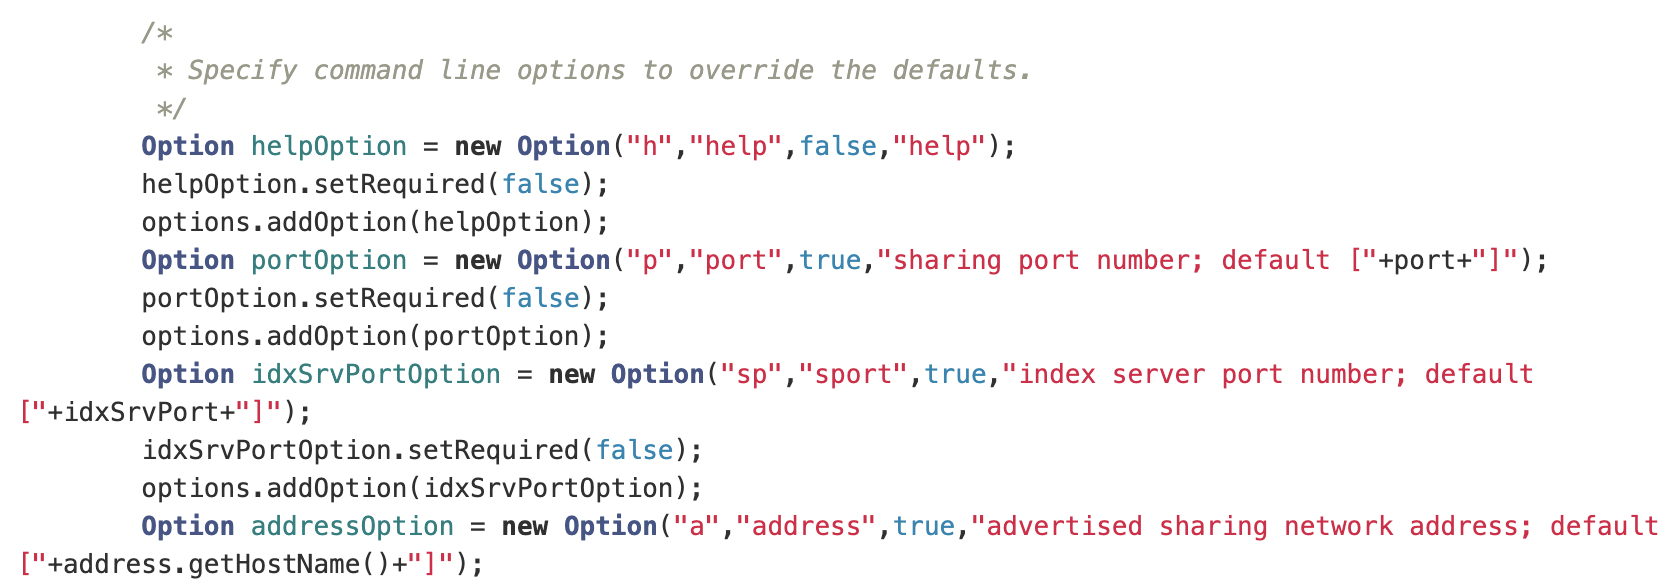 /*
 * Specify command line options to override the defaults.
 */
Option helpOption = new Option("h","help",false,"help");
helpOption.setRequired(false);
options.addOption(helpOption);
Option portOption = new Option("p","port",true,"sharing port number; default ["+port+"]");
portOption.setRequired(false);
options.addOption(portOption);
Option idxSrvPortOption = new Option("sp","sport",true,"index server port number; default
["+idxSrvPort+"]");
idxSrvPortOption.setRequired(false);
options.addOption(idxSrvPortOption);
Option addressOption = new Option("a","address",true,"advertised sharing network address; default
["+address.getHostName()+"]");